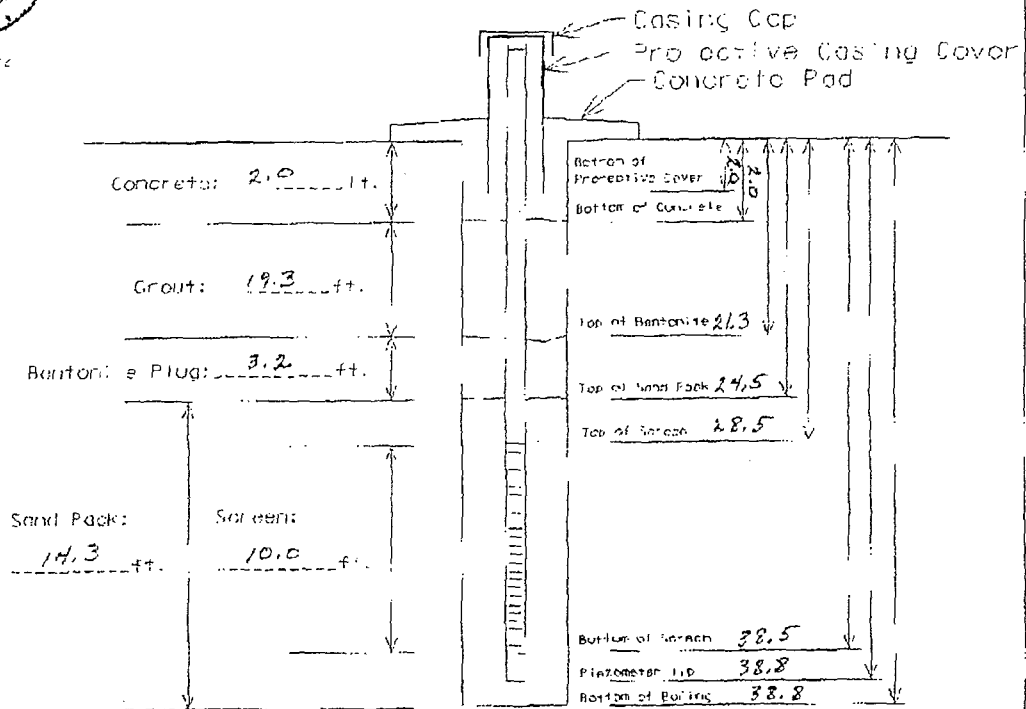 Casing Cap
Protective Casing Cover
Concrete Pad
Concrete: 2.0 ft.
Bottom of
Protective Cover 2.0
Bottom of Concrete 2.0
Grout: 19.3 ft.
Top of Bentonite 21.3
Bentonite Plug: 3.2 ft.
Top of Sand Pack 24.5
Top of Screen 28.5
Sand Pack: Screen:
14.3 ft. 10.0 ft.
Bottom of Screen 38.5
Piezometer Tip 38.8
Bottom of Boring 38.8